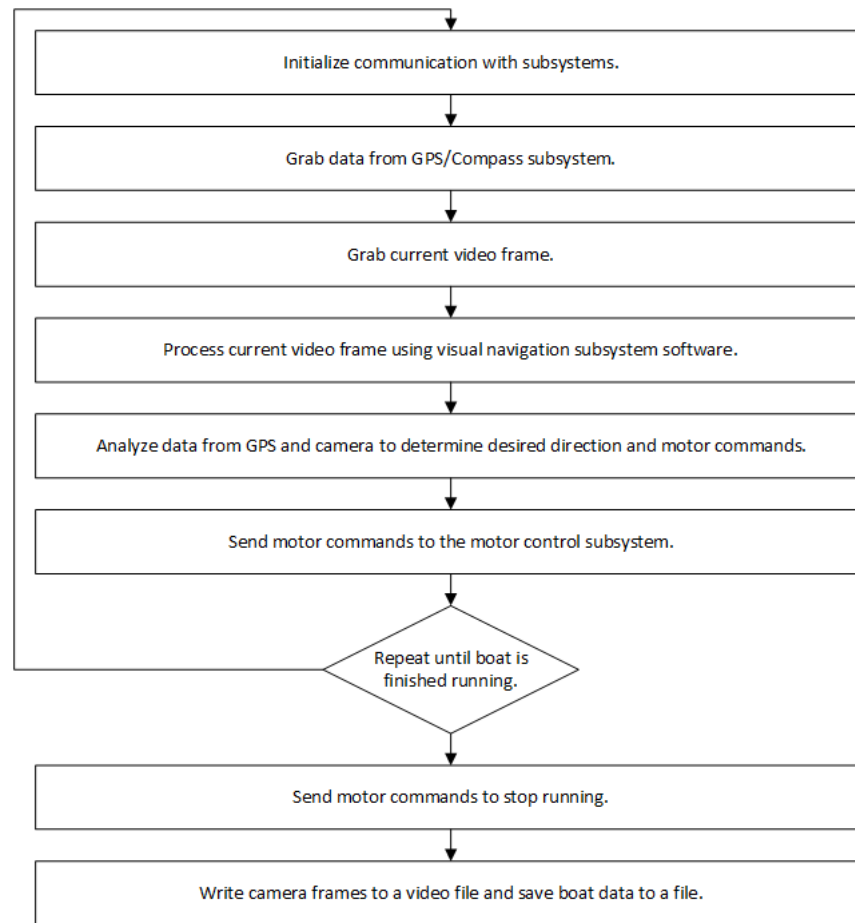 Initialize communication with subsystems.
Grab data from GPS/Compass subsystem.
Grab current video frame.
Process current video frame using visual navigation subsystem software.
Analyze data from GPS and camera to determine desired direction and motor commands.
Send motor commands to the motor control subsystem.
Repeat until boat is
finished running.
Send motor commands to stop running.
Write camera frames to a video file and save boat data to a file.